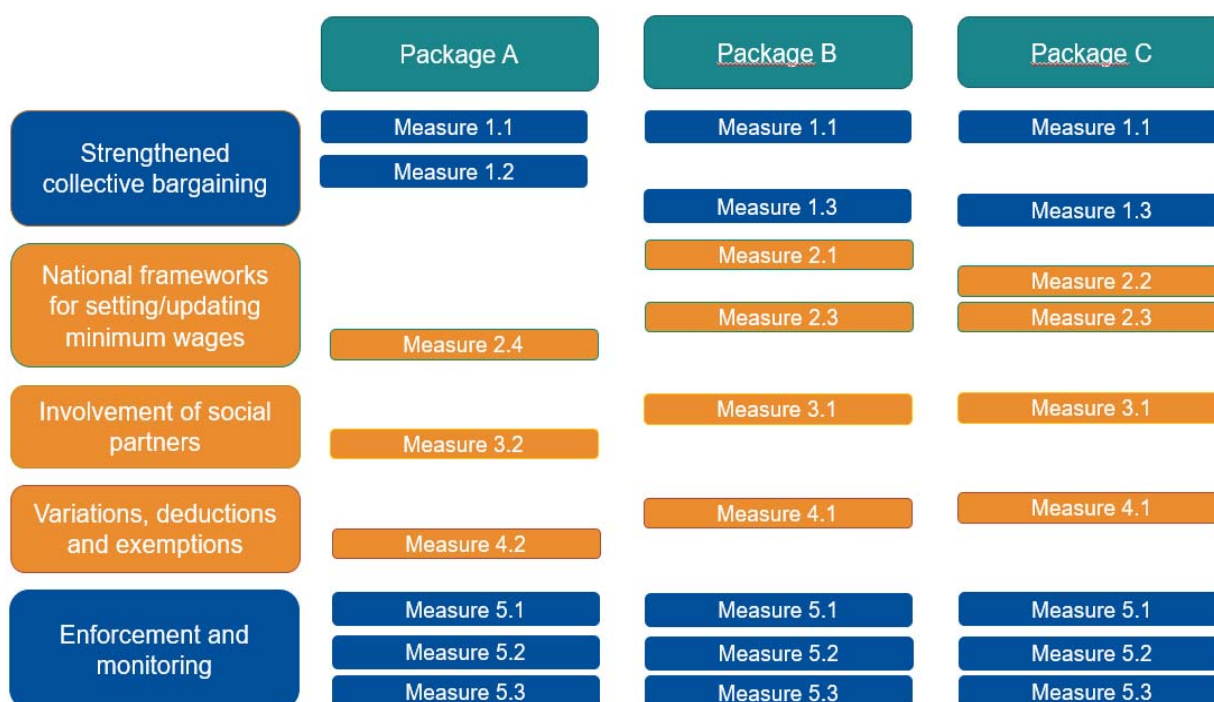 Package A
Package B
Package C
Strengthened
collective bargaining
Measure 1.1
Measure 1.1
Measure 1.1
Measure 1.2
Measure 1.3
Measure 1.3
National frameworks
for setting/updating
minimum wages
Measure 2.1
Measure 2.2
Measure 2.3
Measure 2.3
Measure 2.4
Involvement of social
partners
Measure 3.1
Measure 3.1
Measure 3.2
Variations, deductions
and exemptions
Measure 4.1
Measure 4.1
Measure 4.2
Enforcement and
monitoring
Measure 5.1
Measure 5.1
Measure 5.1
Measure 5.2
Measure 5.2
Measure 5.2
Measure 5.3
Measure 5.3
Measure 5.3